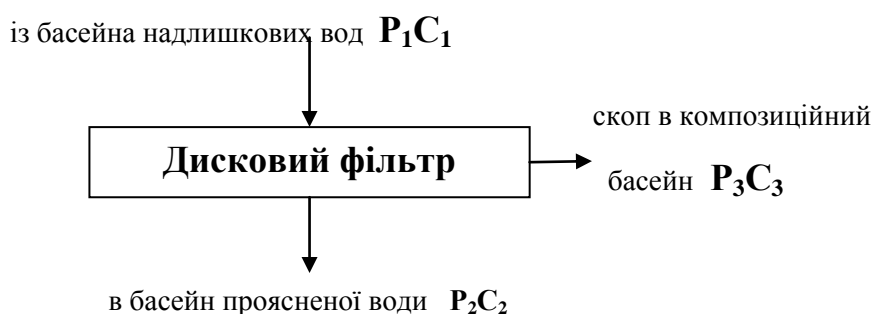 із басейна надлишкових вод P₁C₁
скоп в композиційний
Дисковий фільтр
басейн P₃C₃
в басейн проясненої води P₂C₂